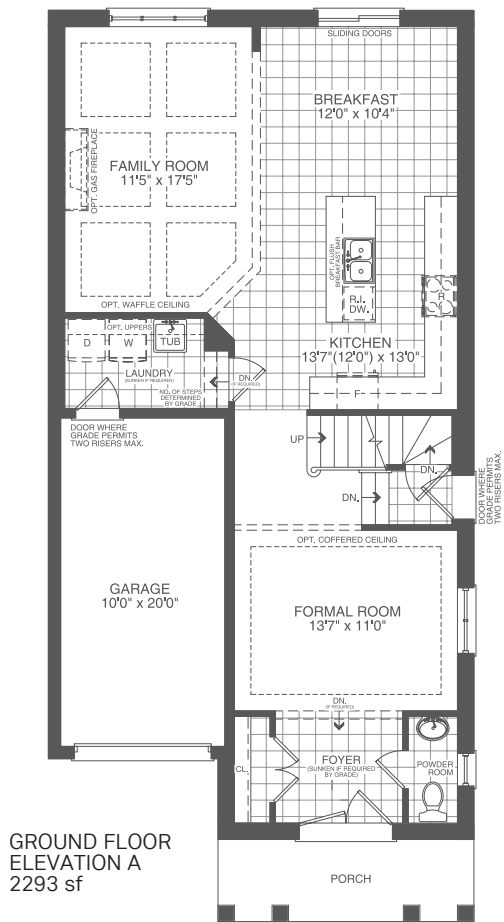 SLIDING DOORS
BREAKFAST
12'0" x 10'4"
OPT. GAS FIREPLACE
FAMILY ROOM
11'5" x 17'5"
OPT. FLUSH
BREAKFAST BAR
R.I.
DW.
R
OPT. WAFFLE CEILING
OPT. UPPERS
D
W
TUB
KITCHEN
13'7"(12'0") x 13'0"
LAUNDRY
(SUNKEN IF REQUIRED)
DN.
(IF REQUIRED)
NO. OF STEPS
DETERMINED
BY GRADE
F
DOOR WHERE
GRADE PERMITS
TWO RISERS MAX.
UP
DN.
DN.
DOOR WHERE
GRADE PERMITS
TWO RISERS MAX.
OPT. COFFERED CEILING
GARAGE
10'0" x 20'0"
FORMAL ROOM
13'7" x 11'0"
DN.
(IF REQUIRED)
CL.
FOYER
(SUNKEN IF REQUIRED
BY GRADE)
POWDER
ROOM
GROUND FLOOR
ELEVATION A
2293 sf
PORCH